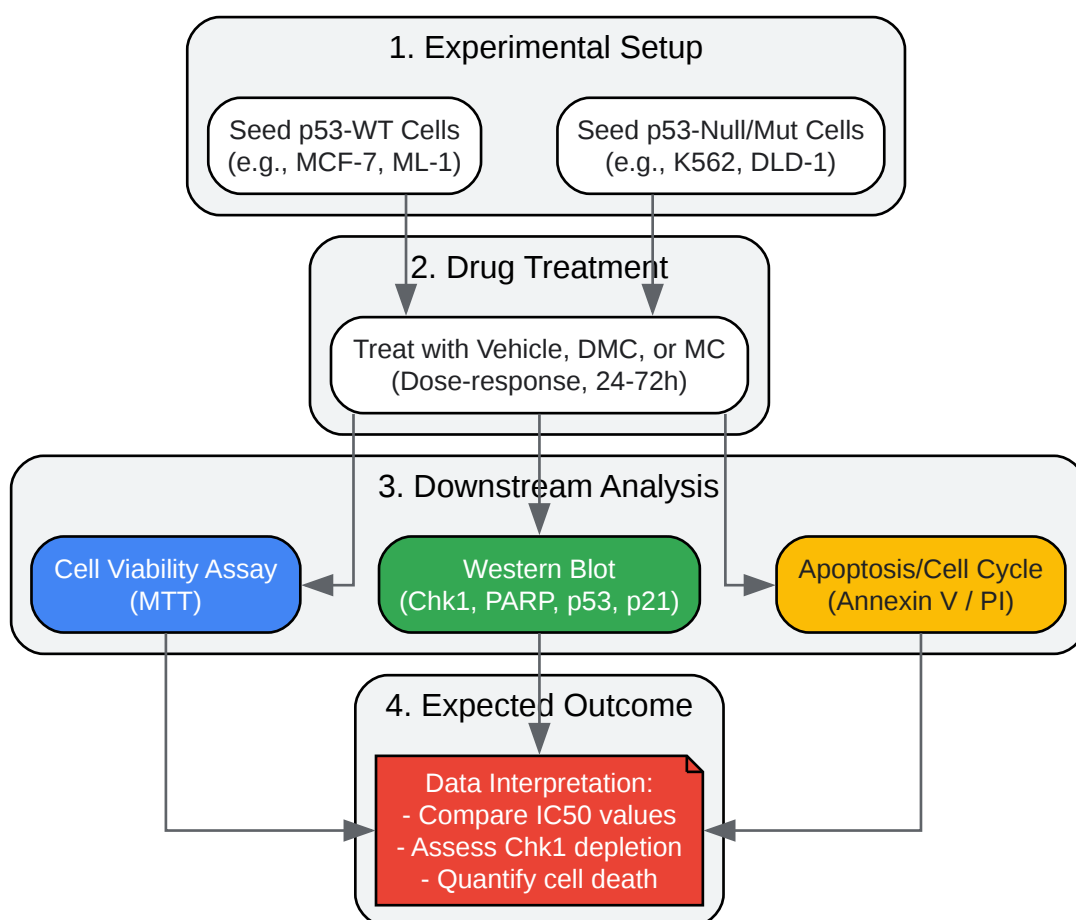 1. Experimental Setup
Seed p53-WT Cells
(e.g., MCF-7, ML-1)
Seed p53-Null/Mut Cells
(e.g., K562, DLD-1)
2. Drug Treatment
Treat with Vehicle, DMC, or MC
(Dose-response, 24-72h)
3. Downstream Analysis
Cell Viability Assay
(MTT)
Western Blot
(Chk1, PARP, p53, p21)
Apoptosis/Cell Cycle
(Annexin V / PI)
4. Expected Outcome
Data Interpretation:
- Compare IC50 values
- Assess Chk1 depletion
- Quantify cell death